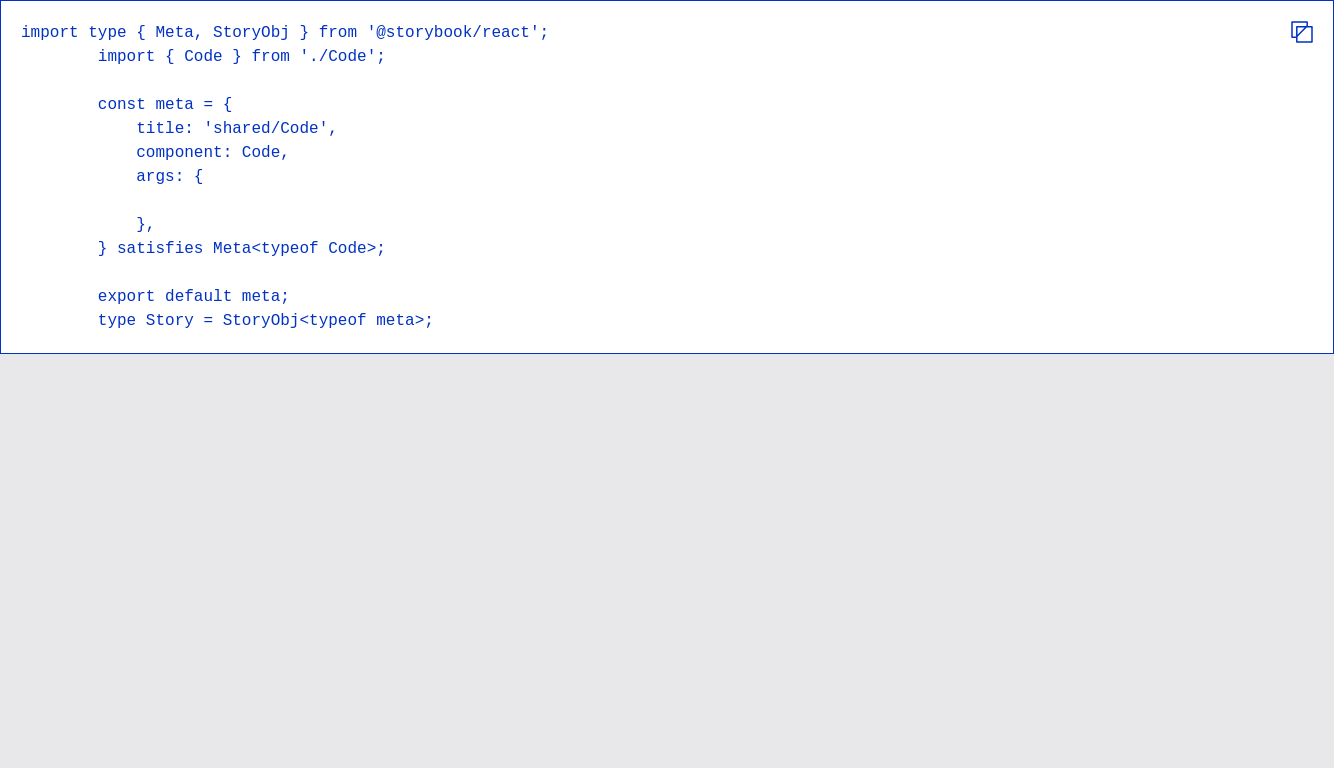 import type { Meta, StoryObj } from '@storybook/react';
        import { Code } from './Code';

        const meta = {
            title: 'shared/Code',
            component: Code,
            args: {

            },
        } satisfies Meta<typeof Code>;

        export default meta;
        type Story = StoryObj<typeof meta>;